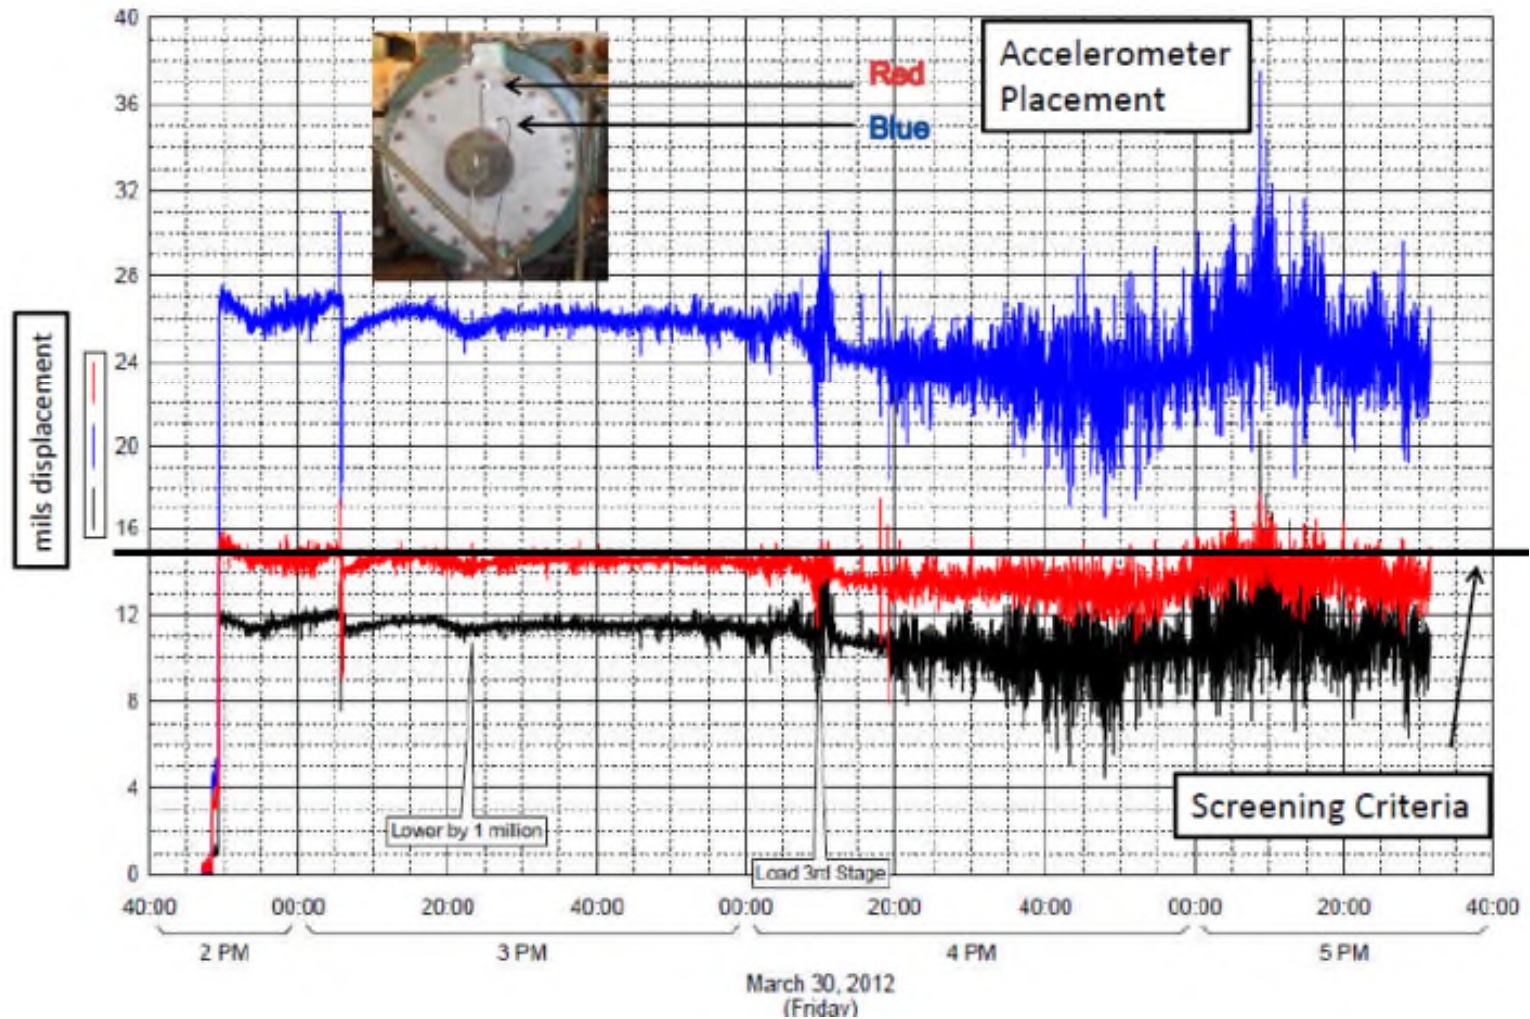 40
36
32
28
24
20
16
12
8
4
0
mils displacement
Red
Blue
Accelerometer
Placement
Lower by 1 million
Load 3rd Stage
Screening Criteria
40:00 00:00 20:00 40:00 00:00 20:00 40:00 00:00 20:00 40:00
2 PM 3 PM 4 PM 5 PM
March 30, 2012
(Friday)